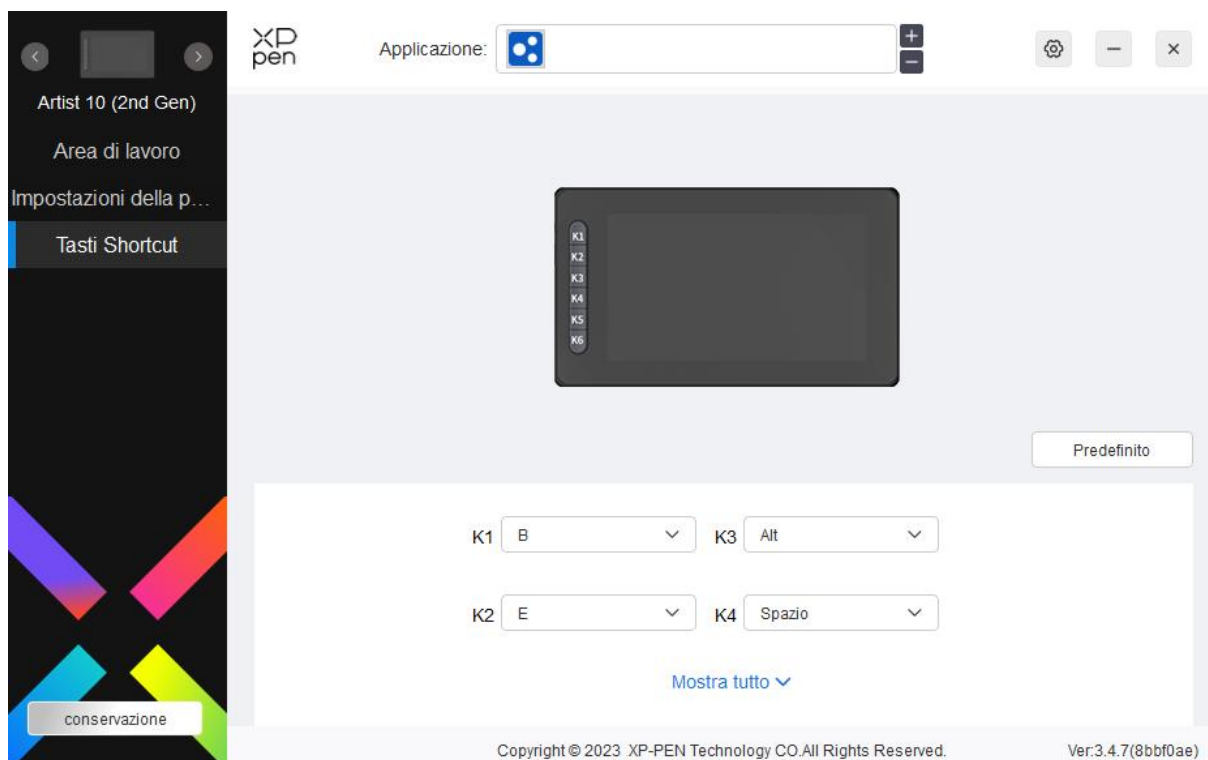 Artist 10 (2nd Gen)
Area di lavoro
Impostazioni della p...
Tasti Shortcut
conservazione
XP
pen
Applicazione:
K1
K2
K3
K4
K5
K6
Predefinito
K1 B K3 Alt
K2 E K4 Spazio
Mostra tutto
Copyright © 2023 XP-PEN Technology CO.All Rights Reserved. Ver:3.4.7(8bbf0ae)